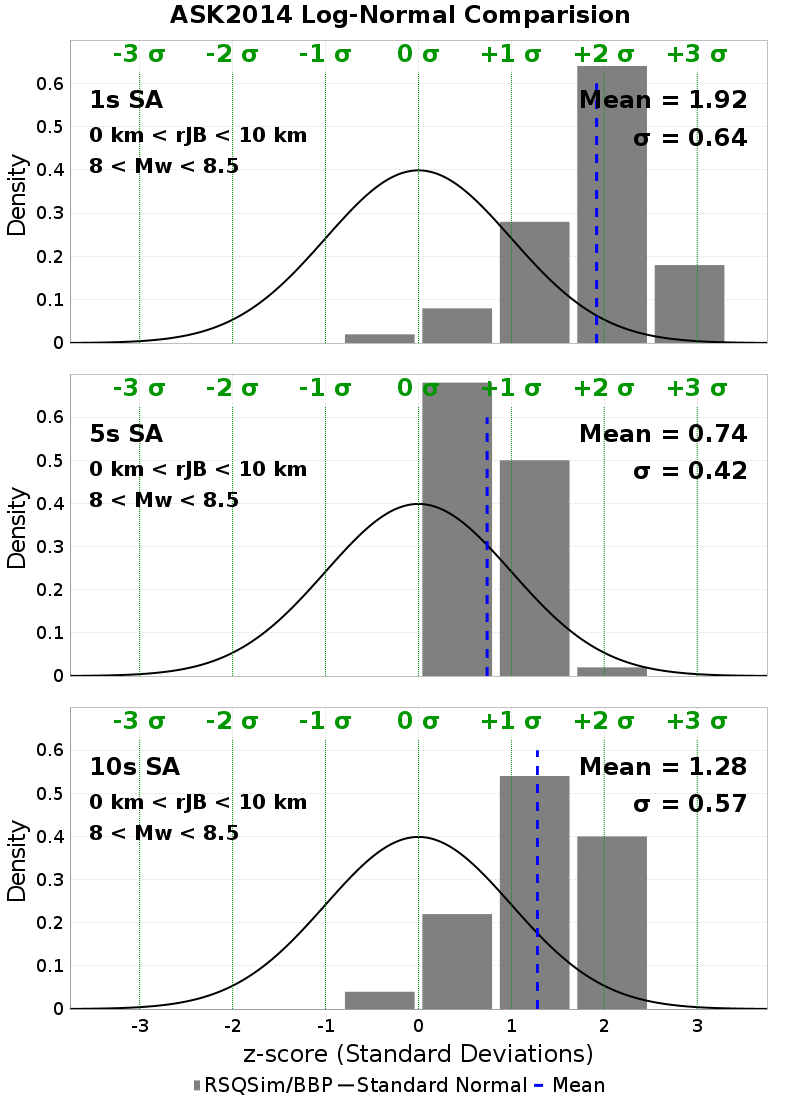 ASK2014 Log-Normal Comparision
-3 σ -2 σ -1 σ 0 σ +1 σ +2 σ +3 σ
1s SA
Mean = 1.92
0 km < rJB < 10 km
σ = 0.64
8 < Mw < 8.5
Density
0.6
0.5
0.4
0.3
0.2
0.1
0
-3 σ -2 σ -1 σ 0 σ +1 σ +2 σ +3 σ
5s SA
Mean = 0.74
0 km < rJB < 10 km
σ = 0.42
8 < Mw < 8.5
Density
0.6
0.5
0.4
0.3
0.2
0.1
0
-3 σ -2 σ -1 σ 0 σ +1 σ +2 σ +3 σ
10s SA
Mean = 1.28
0 km < rJB < 10 km
σ = 0.57
8 < Mw < 8.5
Density
0.6
0.5
0.4
0.3
0.2
0.1
0
-3 -2 -1 0 1 2 3
z-score (Standard Deviations)
RSQSim/BBP Standard Normal Mean